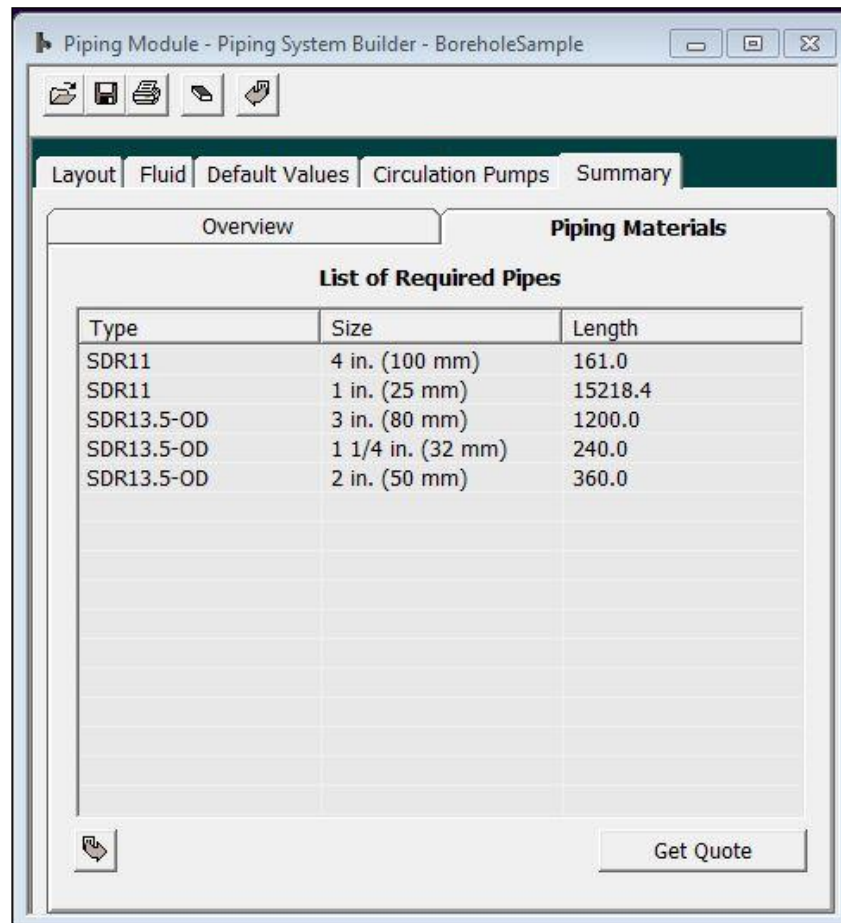 Piping Module - Piping System Builder - BoreholeSample
Layout Fluid Default Values Circulation Pumps Summary
Overview Piping Materials
List of Required Pipes
Type Size Length
SDR11 4 in. (100 mm) 161.0
SDR11 1 in. (25 mm) 15218.4
SDR13.5-OD 3 in. (80 mm) 1200.0
SDR13.5-OD 1 1/4 in. (32 mm) 240.0
SDR13.5-OD 2 in. (50 mm) 360.0
Get Quote